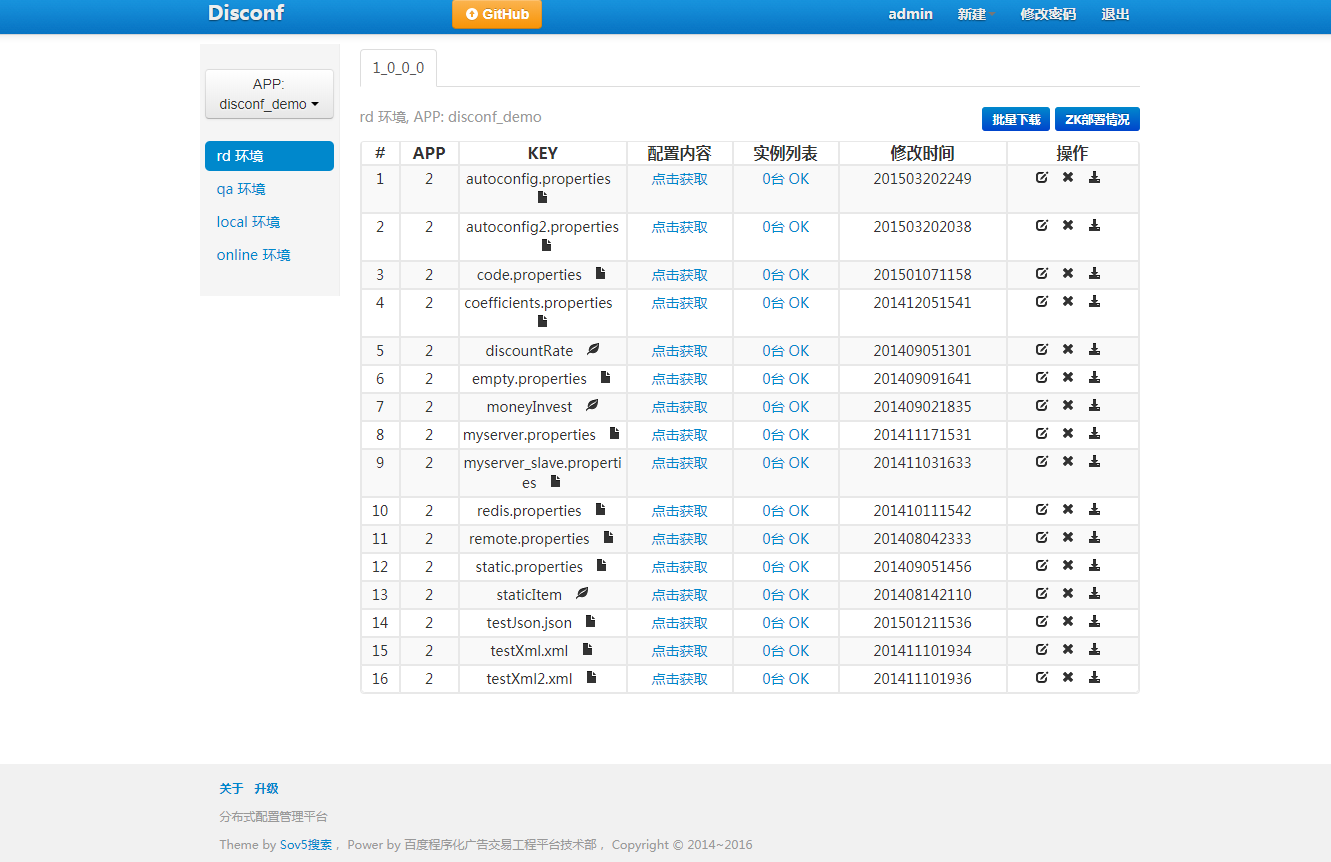 Disconf GitHub admin 新建 修改密码 退出
APP:
disconf_demo
rd 环境
qa 环境
local 环境
online 环境
1_0_0_0
rd 环境, APP: disconf_demo 批量下载 ZK部署情况
# APP KEY 配置内容 实例列表 修改时间 操作
1 2 autoconfig.properties 点击获取 0台 OK 201503202249
2 2 autoconfig2.properties 点击获取 0台 OK 201503202038
3 2 code.properties 点击获取 0台 OK 201501071158
4 2 coefficients.properties 点击获取 0台 OK 201412051541
5 2 discountRate 点击获取 0台 OK 201409051301
6 2 empty.properties 点击获取 0台 OK 201409091641
7 2 moneyInvest 点击获取 0台 OK 201409021835
8 2 myserver.properties 点击获取 0台 OK 201411171531
9 2 myserver_slave.properti 点击获取 0台 OK 201411031633
es
10 2 redis.properties 点击获取 0台 OK 201410111542
11 2 remote.properties 点击获取 0台 OK 201408042333
12 2 static.properties 点击获取 0台 OK 201409051456
13 2 staticItem 点击获取 0台 OK 201408142110
14 2 testJson.json 点击获取 0台 OK 201501211536
15 2 testXml.xml 点击获取 0台 OK 201411101934
16 2 testXml2.xml 点击获取 0台 OK 201411101936
关于 升级
分布式配置管理平台
Theme by Sov5搜索 ，Power by 百度程序化广告交易工程平台技术部 ，Copyright © 2014~2016